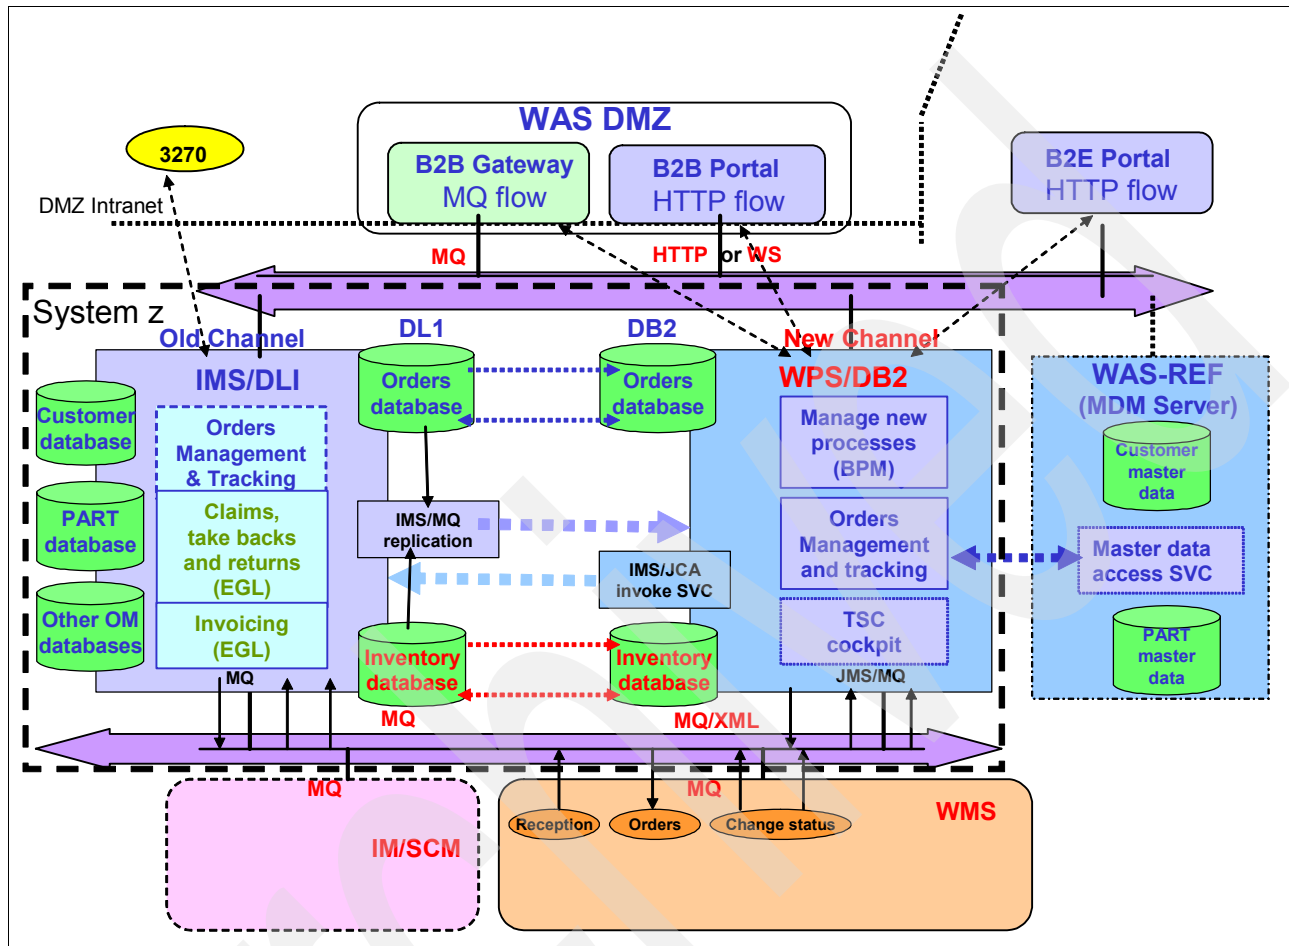 WAS DMZ
3270
B2B Gateway
MQ flow
B2B Portal
HTTP flow
B2E Portal
HTTP flow
DMZ Intranet
MQ
HTTP or WS
System z
Old Channel
DL1
DB2
New Channel
IMS/DLI
Customer
database
PART
database
Other OM
databases
Orders
Management
& Tracking
Claims,
take backs
and returns
(EGL)
Invoicing
(EGL)
MQ
Orders
database
IMS/MQ
replication
Inventory
database
MQ
Orders
database
IMS/JCA
invoke SVC
Inventory
database
MQ/XML
WPS/DB2
Manage new
processes
(BPM)
Orders
Management
and tracking
TSC
cockpit
JMS/MQ
WAS-REF
(MDM Server)
Customer
master
data
Master data
access SVC
PART
master
data
MQ
IM/SCM
MQ
Reception
Orders
Change status
WMS